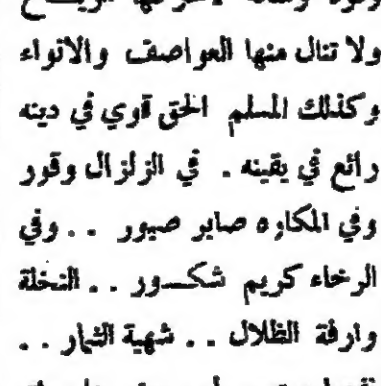 ولا تنال منها العواصف والانواء
وكذلك المسلم الحق قوي في دينه
رائع في يقينه . في الزلزال وقور
وفي المكاره صابر صبور . . وفي
الرخاء كريم شكـــور . . النخلة
وارفة الظلال . . شهية الثمار . .